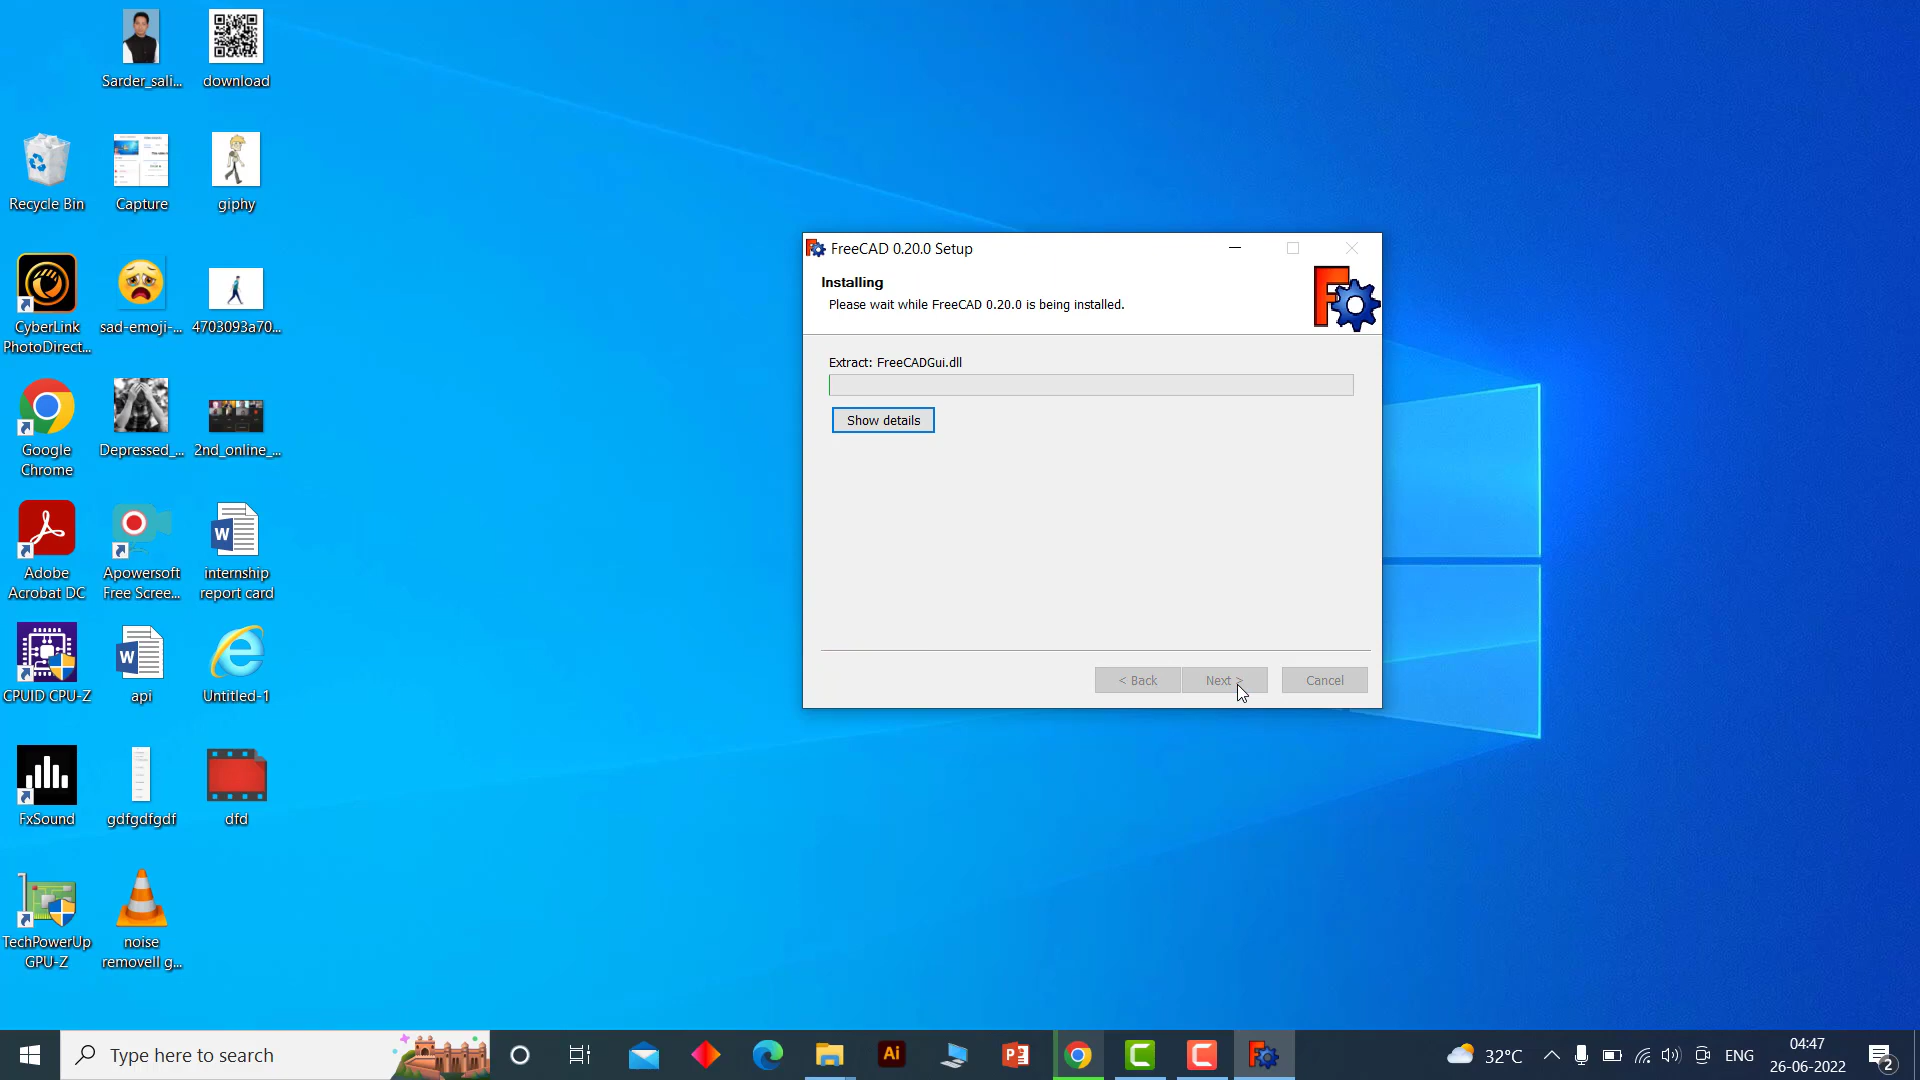 Sarder_sali...
download
Recycle Bin
Capture
giphy
CyberLink
PhotoDirect...
sad-emoji-...
4703093a70...
Google
Chrome
Depressed_...
2nd_online_...
Adobe
Acrobat DC
Apowersoft
Free Scree...
internship
report card
CPUID CPU-Z
api
Untitled-1
FxSound
gdfgdfgdf
dfd
TechPowerUp
GPU-Z
noise
removell g...
FreeCAD 0.20.0 Setup
Installing
Please wait while FreeCAD 0.20.0 is being installed.
Extract: FreeCADGui.dll
Show details
< Back
Next >
Cancel
Type here to search
32°C
ENG
04:47
26-06-2022
2